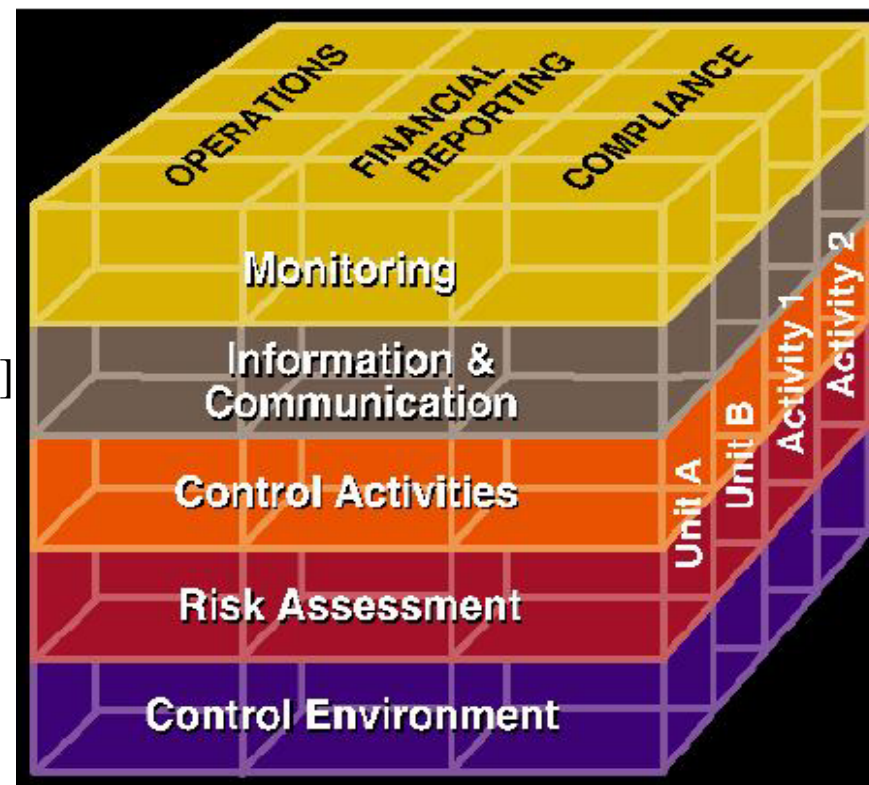 OPERATIONS
FINANCIAL
REPORTING
COMPLIANCE
Monitoring
Information &
Communication
Control Activities
Risk Assessment
Control Environment
Unit A
Unit B
Activity 1
Activity 2
]